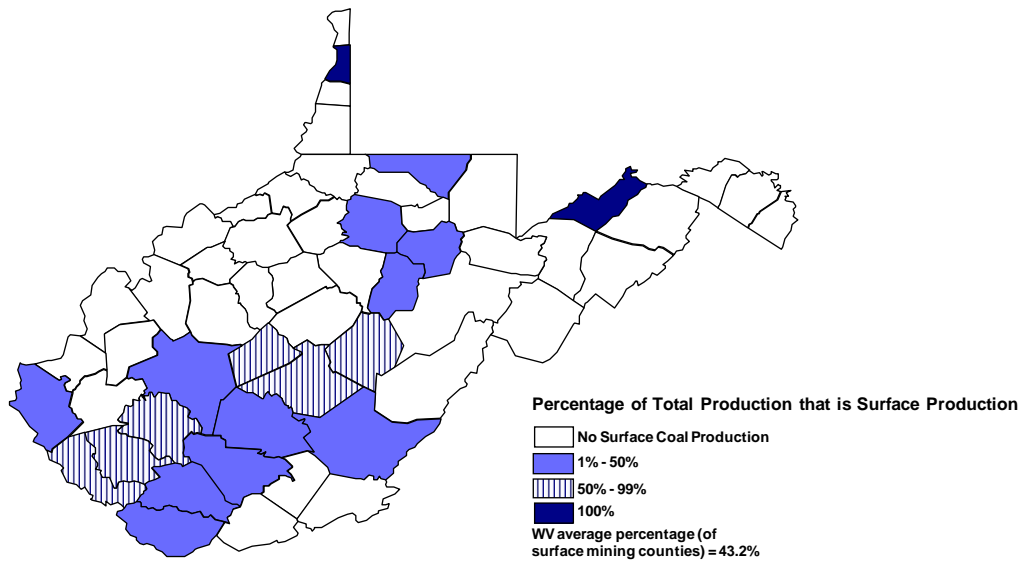 Percentage of Total Production that is Surface Production
No Surface Coal Production
1% - 50%
50% - 99%
100%
WV average percentage (of
surface mining counties) = 43.2%